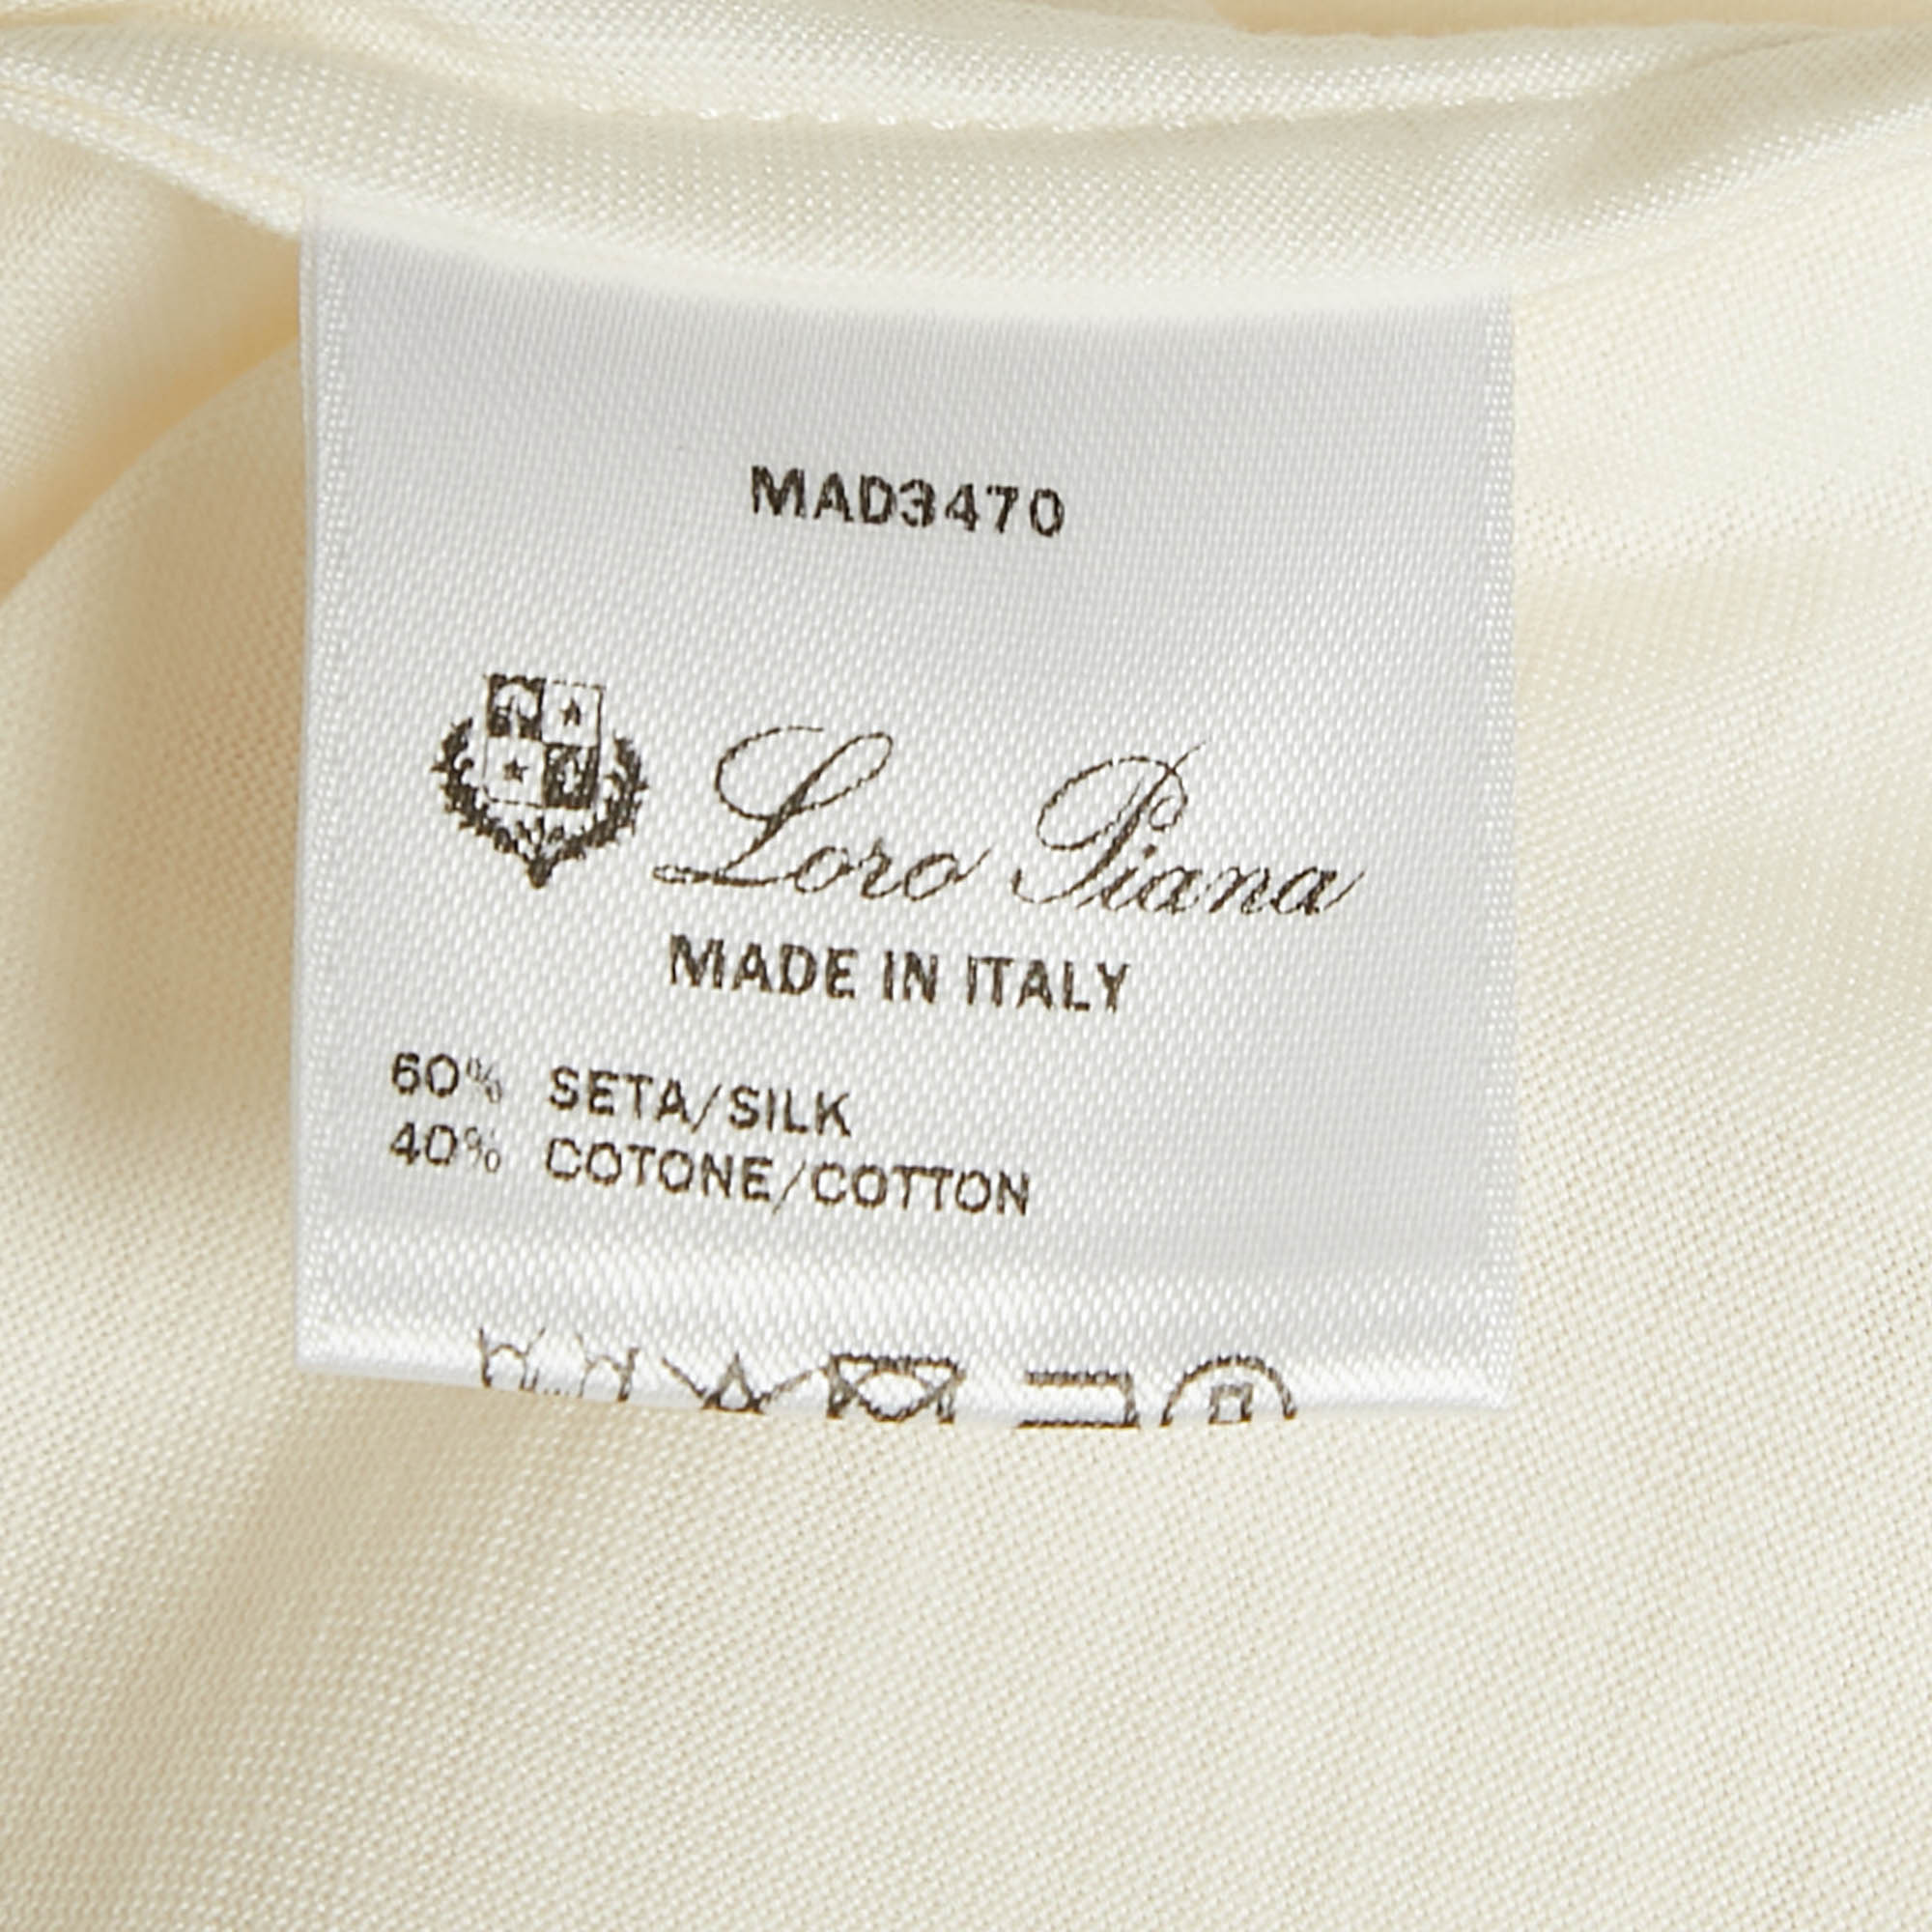 MAD3470
Loro Piana
MADE IN ITALY
60% SETA/SILK
40% COTONE/COTTON